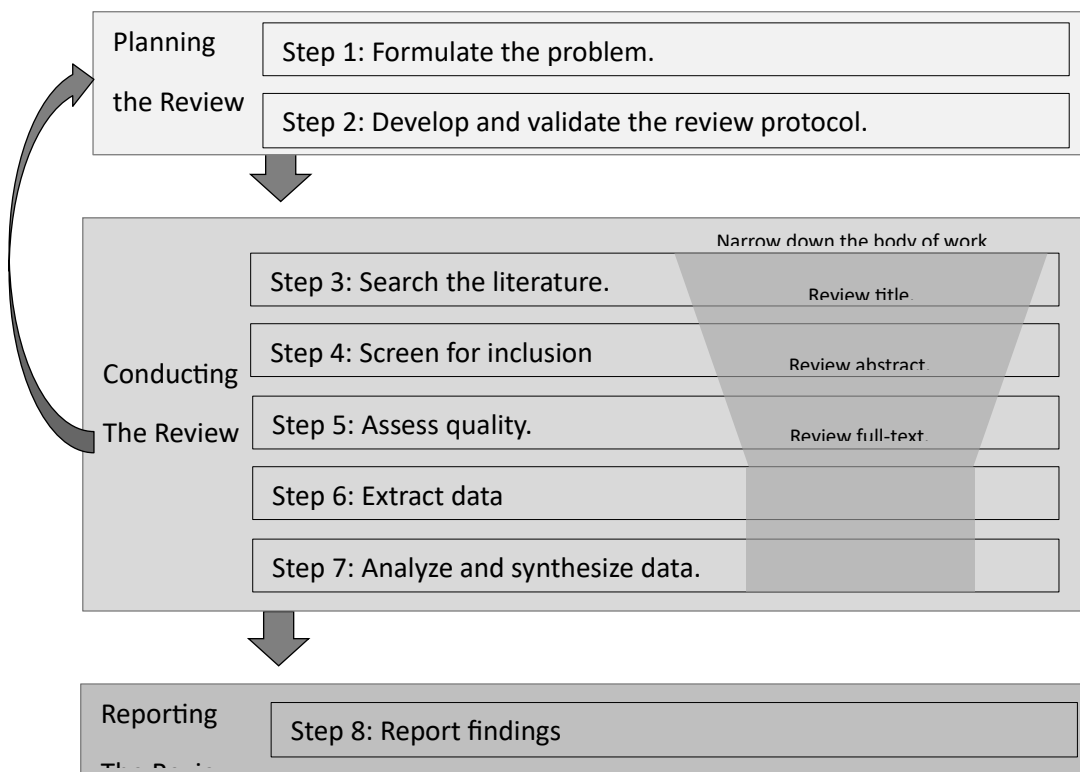 Planning
the Review
Step 1: Formulate the problem.
Step 2: Develop and validate the review protocol.
Narrow down the body of work
Conducting
The Review
Step 3: Search the literature.
Review title.
Step 4: Screen for inclusion
Review abstract.
Step 5: Assess quality.
Review full-text.
Step 6: Extract data
Step 7: Analyze and synthesize data.
Reporting
Step 8: Report findings
The